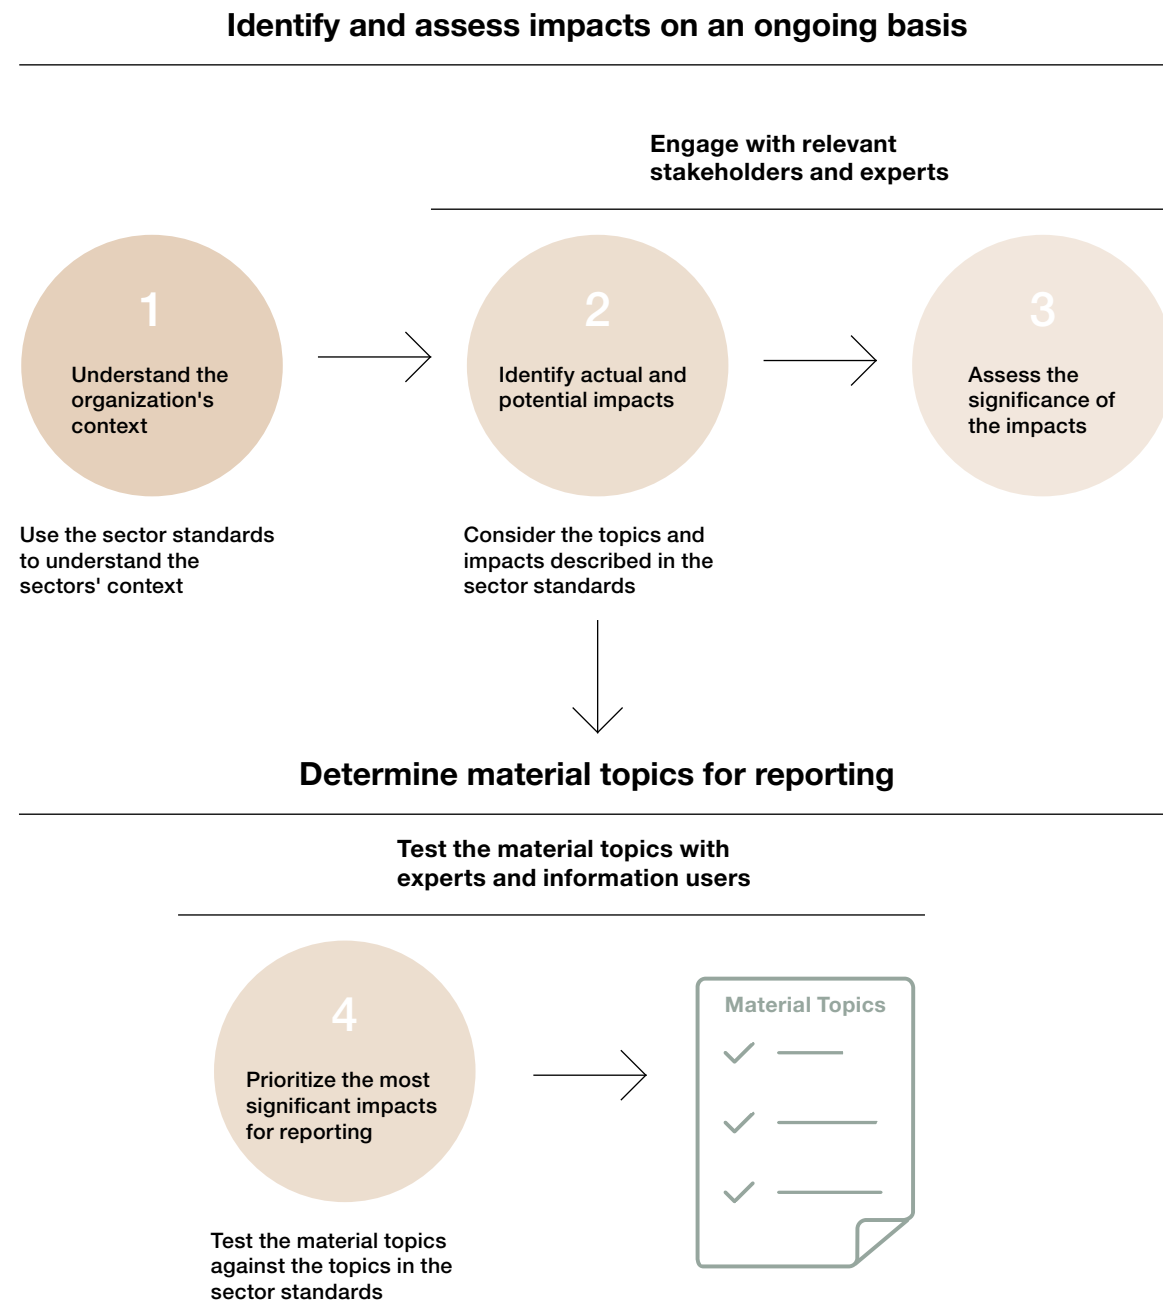 Identify and assess impacts on an ongoing basis
Engage with relevant
stakeholders and experts
1
Understand the
organization's
context
2
Identify actual and
potential impacts
3
Assess the
significance of
the impacts
Use the sector standards
to understand the
sectors' context
Consider the topics and
impacts described in the
sector standards
Determine material topics for reporting
Test the material topics with
experts and information users
4
Prioritize the most
significant impacts
for reporting
Material Topics
Test the material topics
against the topics in the
sector standards